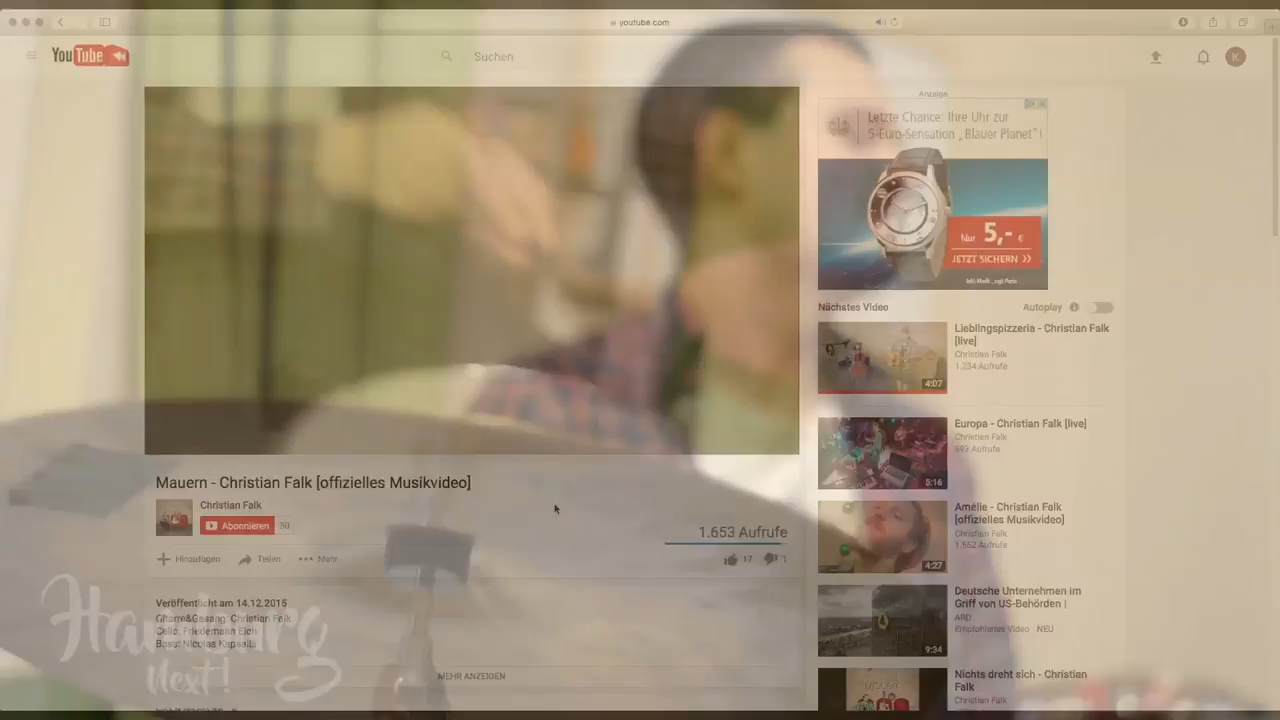 youtube.com
YouTube
Suchen
K
Anzeige
Letzte Chance: Ihre Uhr zur
5-Euro-Sensation „Blauer Planet"!
Nur 5,- €
JETZT SICHERN
Nächstes Video
Autoplay
Lieblingspizzeria - Christian Falk
[live]
Christian Falk
1.234 Aufrufe
4:07
Europa - Christian Falk [live]
Christian Falk
593 Aufrufe
5:16
Amélie - Christian Falk
[offizielles Musikvideo]
Christian Falk
1.552 Aufrufe
4:27
Deutsche Unternehmen im
Griff von US-Behörden |
ARD
Empfohlenes Video NEU
9:34
Nichts dreht sich - Christian
Falk
Christian Falk
Mauern - Christian Falk [offizielles Musikvideo]
Christian Falk
Abonnieren 50
1.653 Aufrufe
Hinzufügen Teilen Mehr
17 1
Veröffentlicht am 14.12.2015
Gitarre&Gesang: Christian Falk
Cello: Friedemann Eich
Bass: Nicolas
MEHR ANZEIGEN
Hamburg
Next!